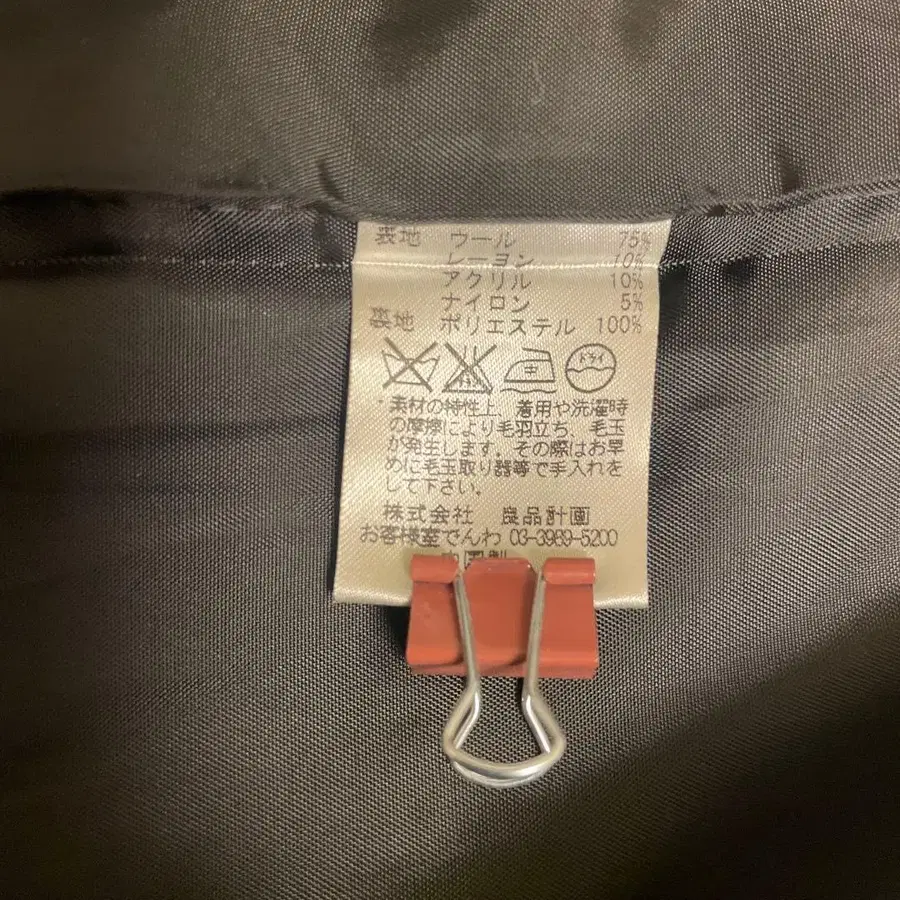 表地 ウール 75%
レーヨン 10%
アクリル 10%
ナイロン 5%
裏地 ポリエステル 100%
ドライ
素材の特性上、着用や洗濯時
の摩擦により毛羽立ち、毛玉
が発生します。その際はお早
めに毛玉取り器等で手入れを
して下さい。
株式会社 良品計画
お客様室でんわ 03-3989-5200
中国製